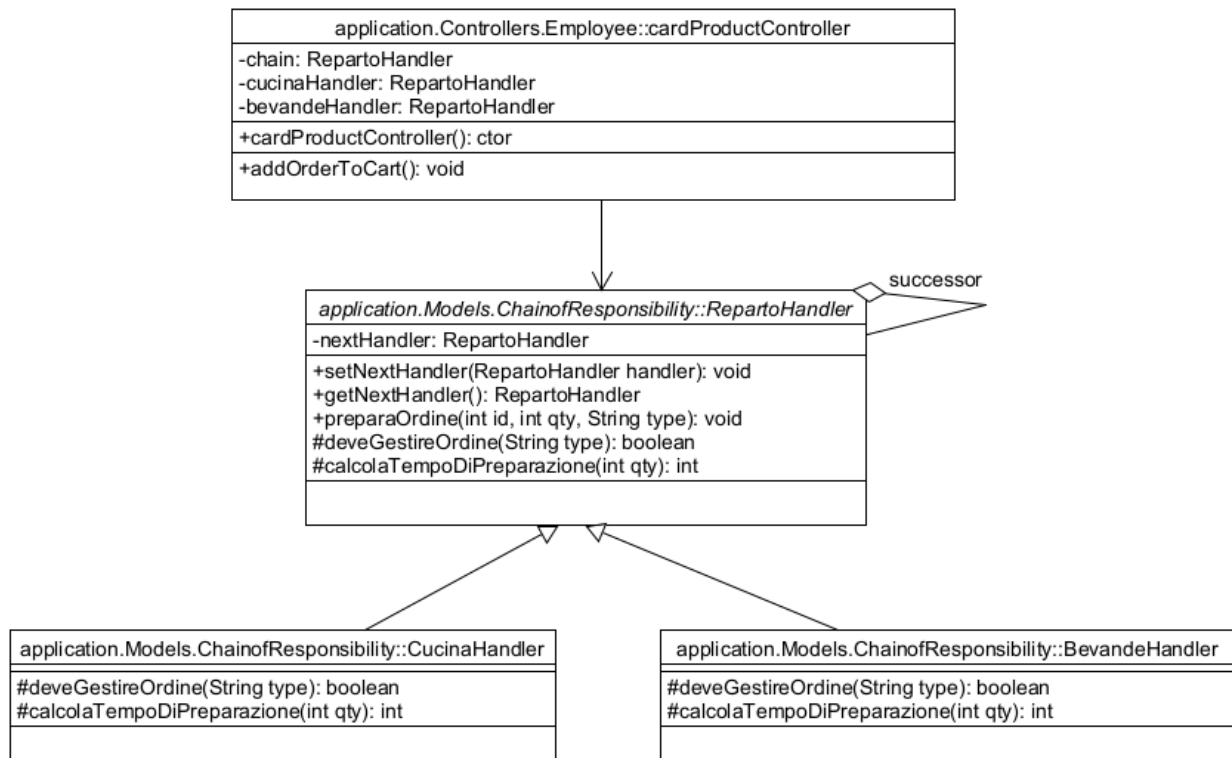 application.Controllers.Employee::cardProductController
-chain: RepartoHandler
-cucinaHandler: RepartoHandler
-bevandeHandler: RepartoHandler
+cardProductController(): ctor
+addOrderToCart(): void
successor
application.Models.ChainofResponsibility::RepartoHandler
-nextHandler: RepartoHandler
+setNextHandler(RepartoHandler handler): void
+getNextHandler(): RepartoHandler
+preparaOrdine(int id, int qty, String type): void
#deveGestireOrdine(String type): boolean
#calcolaTempoDiPreparazione(int qty): int
application.Models.ChainofResponsibility::CucinaHandler
#deveGestireOrdine(String type): boolean
#calcolaTempoDiPreparazione(int qty): int
application.Models.ChainofResponsibility::BevandeHandler
#deveGestireOrdine(String type): boolean
#calcolaTempoDiPreparazione(int qty): int